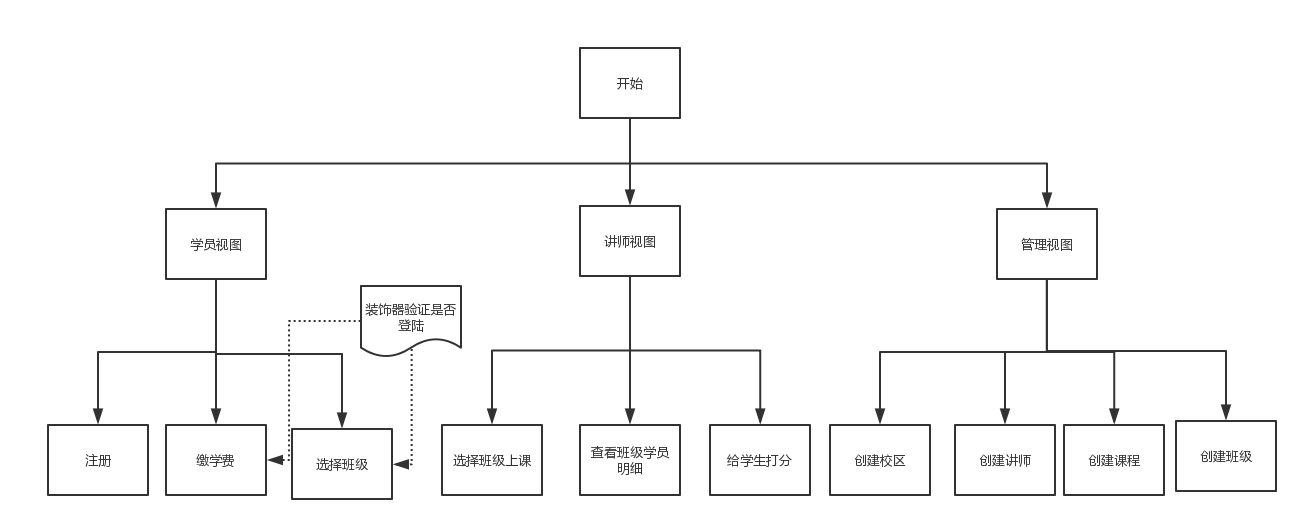 开始
学员视图
讲师视图
管理视图
装饰器验证是否
登陆
注册
缴学费
选择班级
选择班级上课
查看班级学员
明细
给学生打分
创建校区
创建讲师
创建课程
创建班级